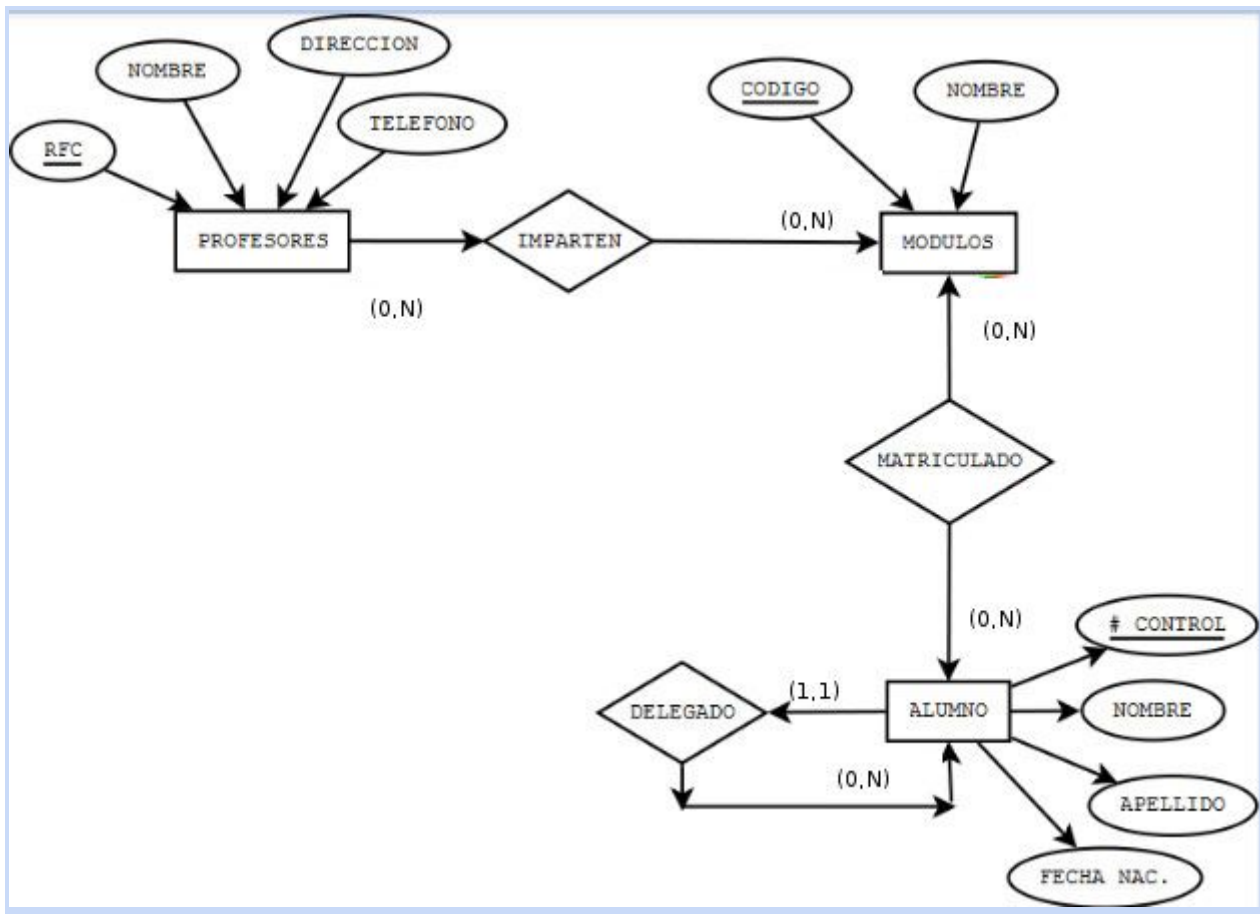 DIRECCION
NOMBRE
TELEFONO
RFC
CODIGO
NOMBRE
PROFESORES
IMPARTEN
(0,N)
MODULOS
(0,N)
(0,N)
MATRICULADO
(0,N)
# CONTROL
DELEGADO
(1,1)
ALUMNO
NOMBRE
(0,N)
APELLIDO
FECHA NAC.